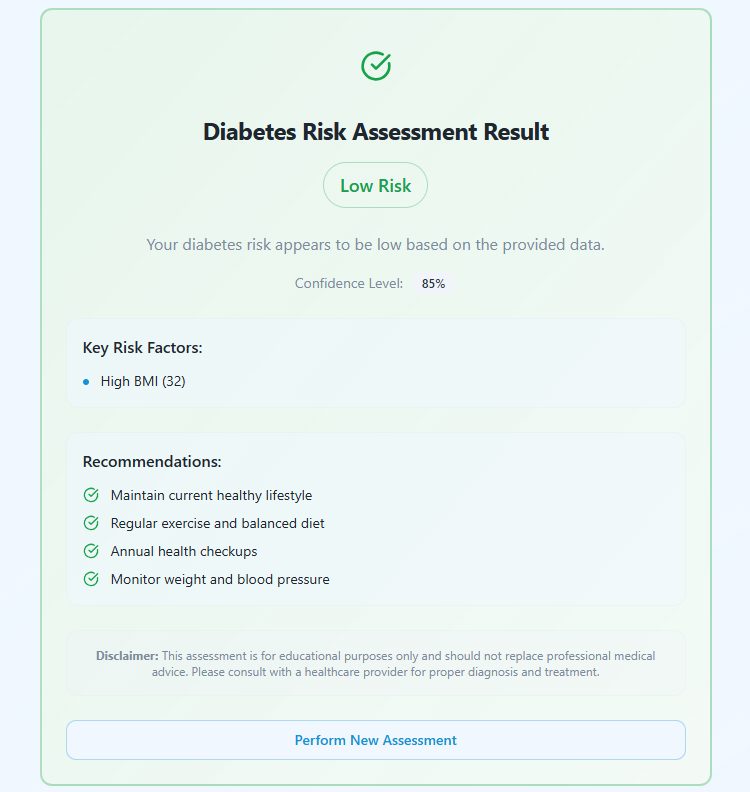 Diabetes Risk Assessment Result
Low Risk
Your diabetes risk appears to be low based on the provided data.
Confidence Level: 85%
Key Risk Factors:
High BMI (32)
Recommendations:
Maintain current healthy lifestyle
Regular exercise and balanced diet
Annual health checkups
Monitor weight and blood pressure
Disclaimer: This assessment is for educational purposes only and should not replace professional medical
advice. Please consult with a healthcare provider for proper diagnosis and treatment.
Perform New Assessment